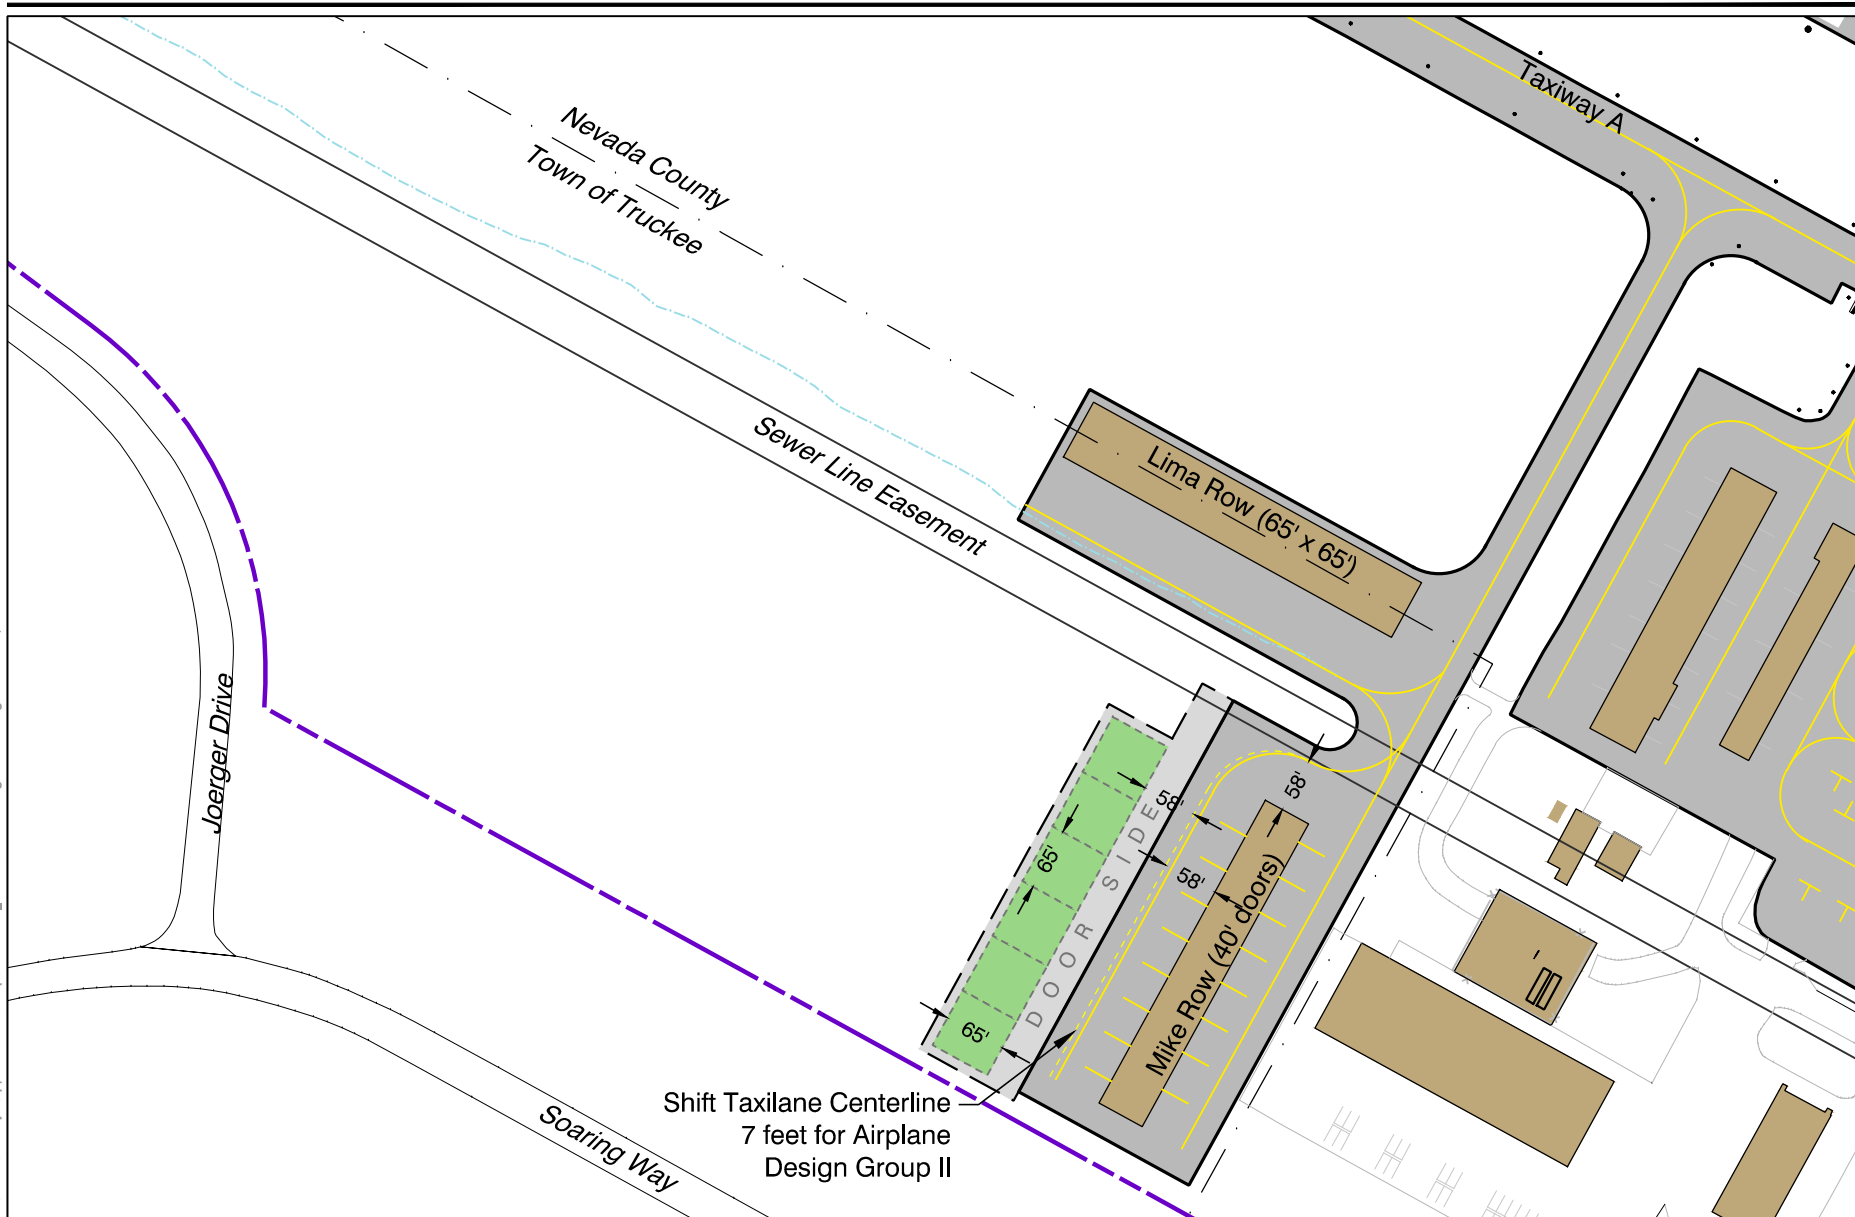 Taxiway A
Nevada County
Town of Truckee
Sewer Line Easement
Lima Row (65' x 65')
Joerger Drive
58'
58'
58'
65'
65'
DOOR SIDE
Mike Row (40' doors)
Shift Taxilane Centerline
7 feet for Airplane
Design Group II
Soaring Way